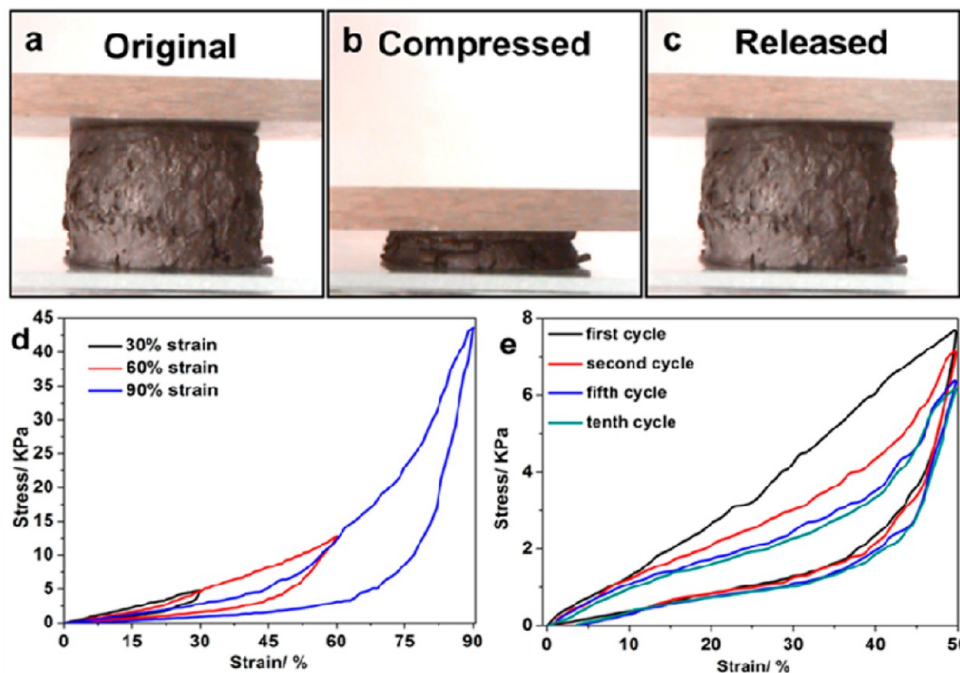 a Original
b Compressed
c Released
d
30% strain
60% strain
90% strain
45
40
35
30
25
20
15
10
5
0
Stress/ KPa
0 15 30 45 60 75 90
Strain/ %
e
first cycle
second cycle
fifth cycle
tenth cycle
8
6
4
2
0
Stress/ KPa
0 10 20 30 40 50
Strain/ %